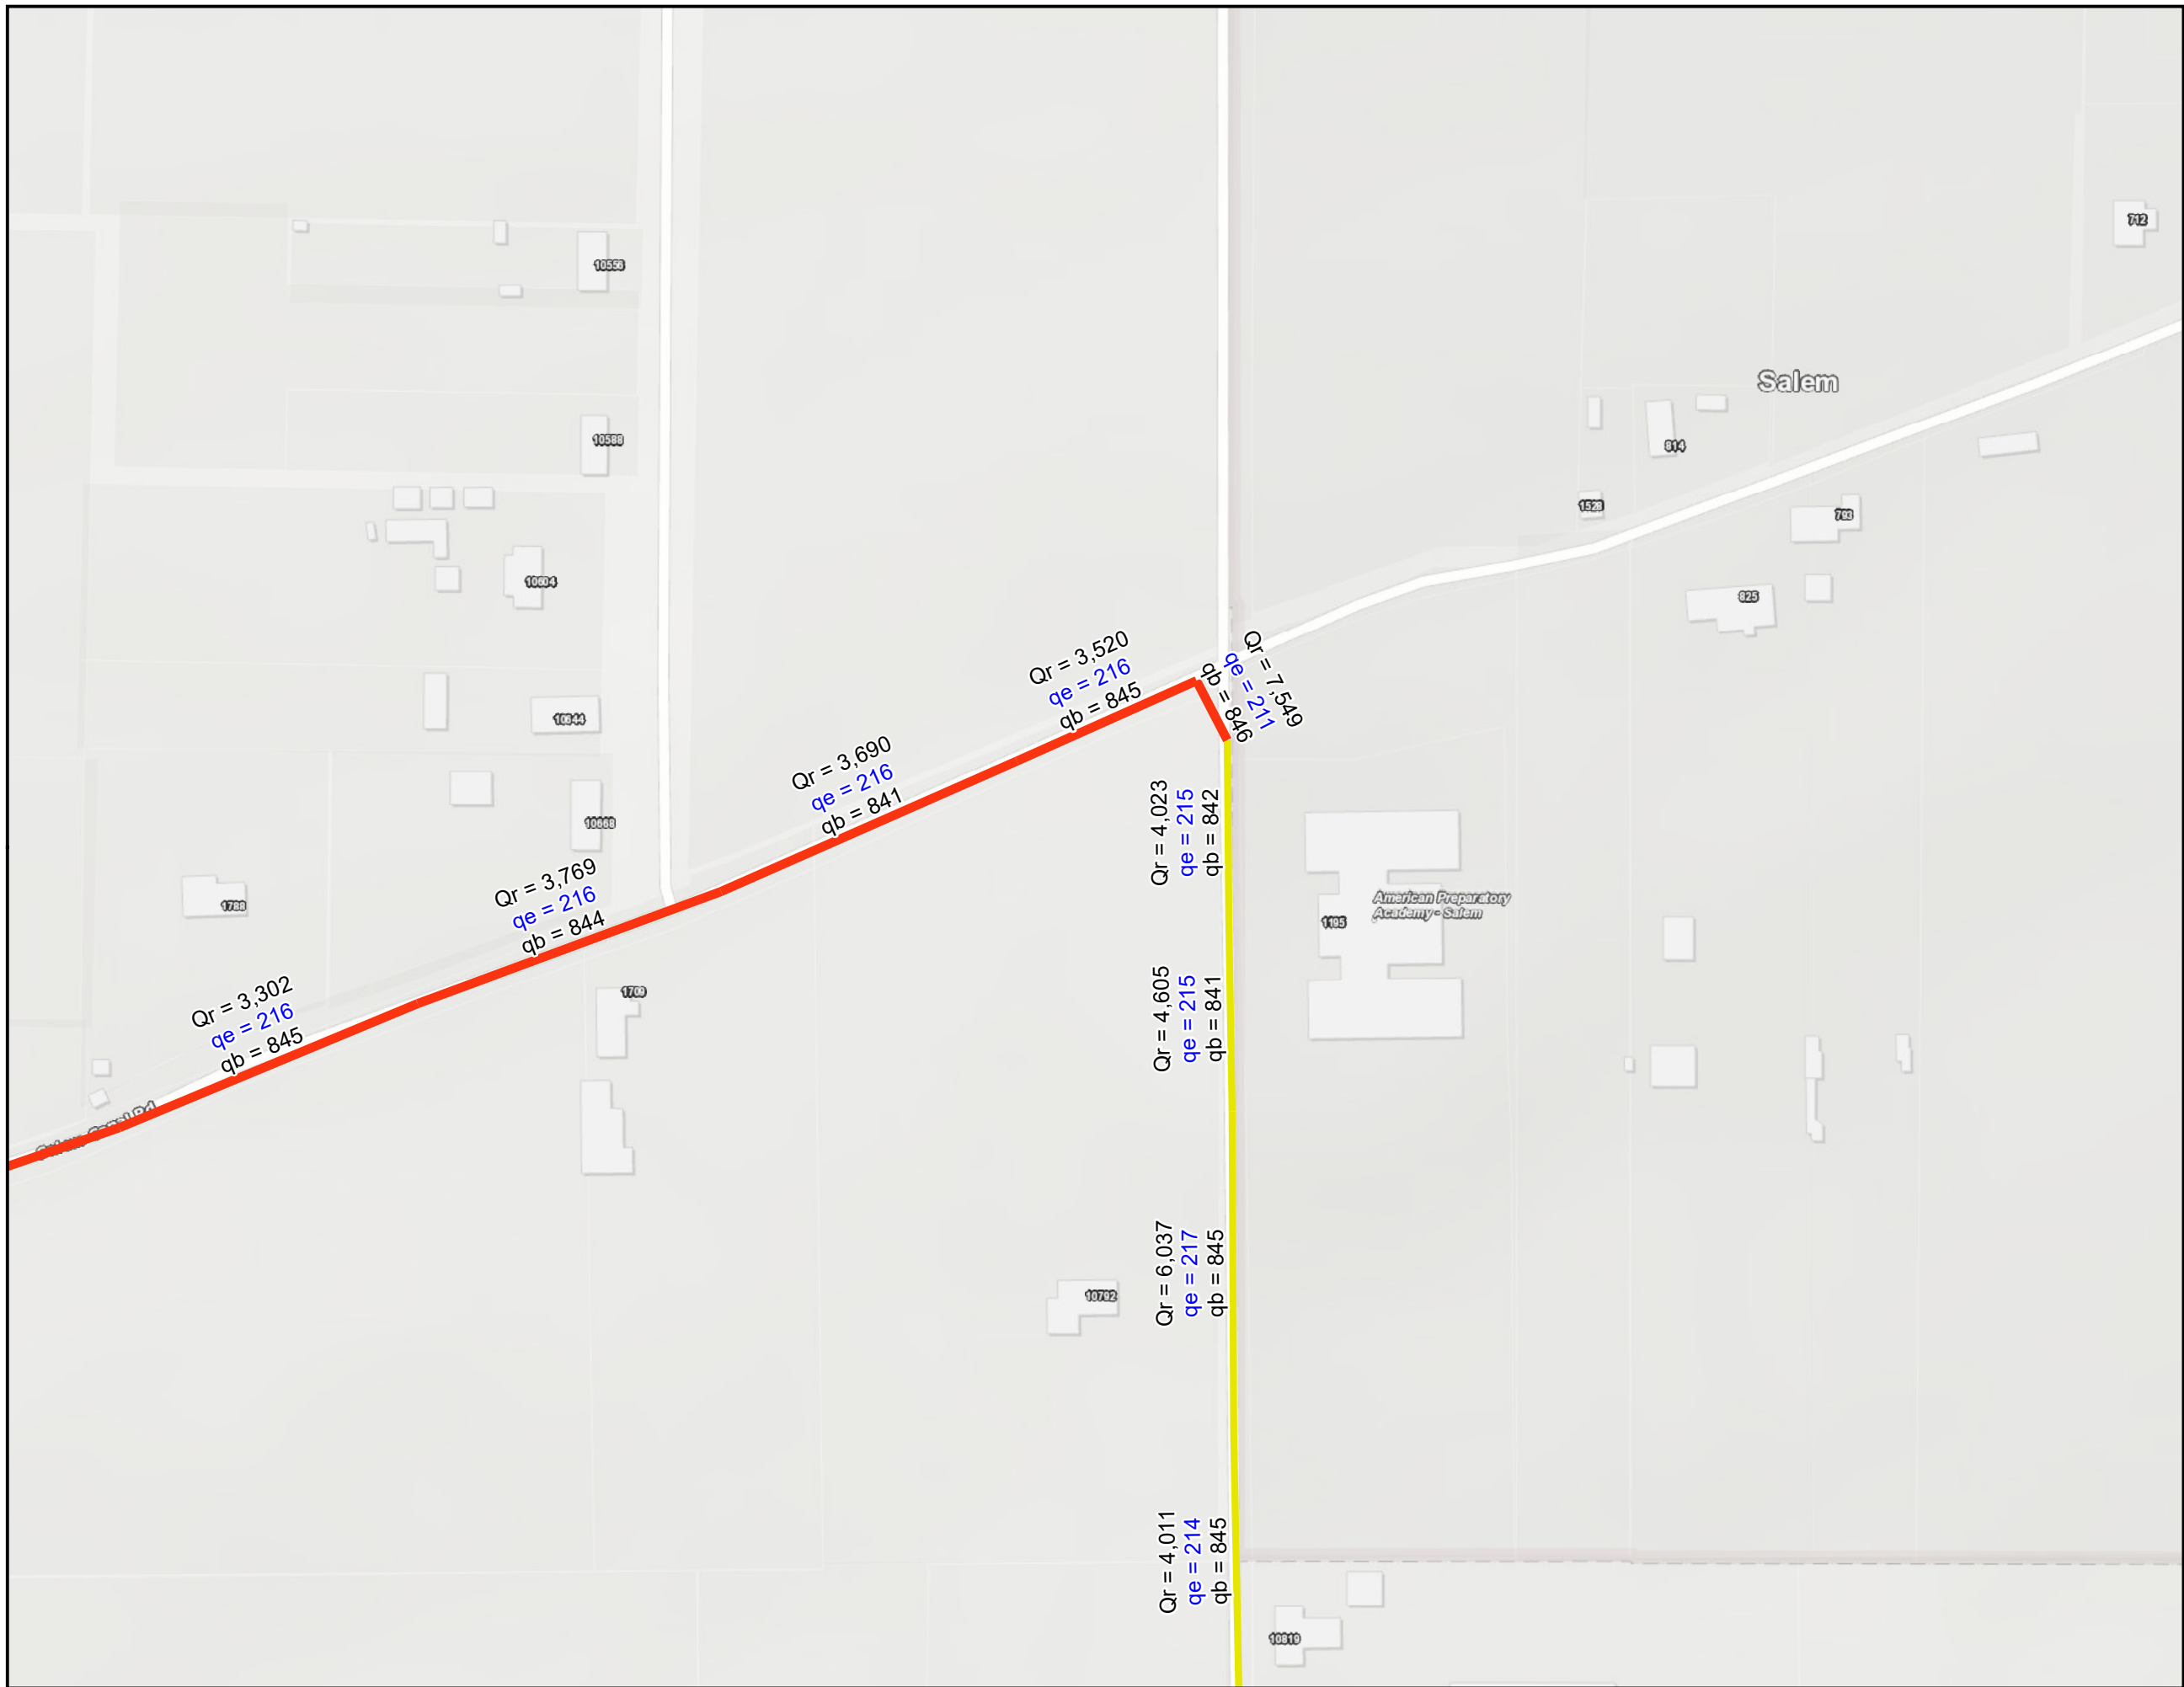 712
10556
Salem
10588
814
1528
793
10604
825
Qr = 3,520
qe = 216
qb = 845
Qr = 7,549
qe = 211
qb = 846
10644
Qr = 3,690
qe = 216
qb = 841
Qr = 4,023
qe = 215
qb = 842
10668
Qr = 3,769
qe = 216
qb = 844
1788
American Preparatory
Academy - Salem
1195
Qr = 3,302
qe = 216
qb = 845
1709
Qr = 4,605
qe = 215
qb = 841
Qr = 6,037
qe = 217
qb = 845
10792
Qr = 4,011
qe = 214
qb = 845
10819